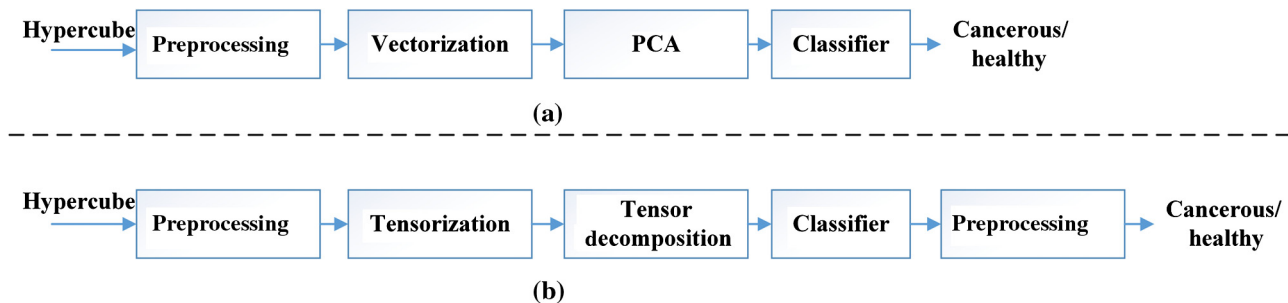 Hypercube
Preprocessing
Vectorization
PCA
Classifier
Cancerous/
healthy
(a)
Hypercube
Preprocessing
Tensorization
Tensor
decomposition
Classifier
Preprocessing
Cancerous/
healthy
(b)